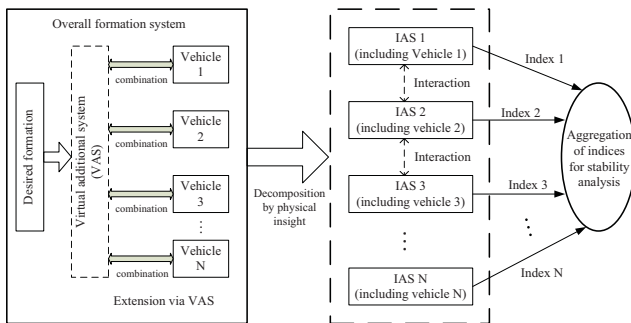 Overall formation system
Desired formation
Virtual additional system
(VAS)
combination
Vehicle
1
combination
Vehicle
2
combination
Vehicle
3
...
combination
Vehicle
N
Extension via VAS
Decomposition
by physical
insight
IAS 1
(including Vehicle 1)
Interaction
IAS 2
(including vehicle 2)
Interaction
IAS 3
(including vehicle 3)
...
IAS N
(including vehicle N)
Index 1
Index 2
Index 3
...
Index N
Aggregation
of indices
for stability
analysis